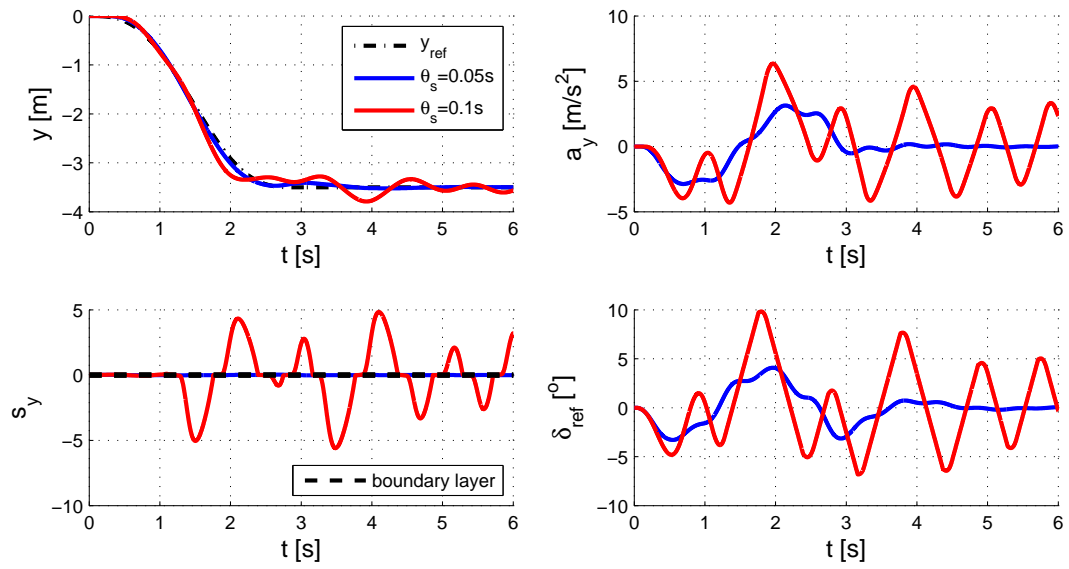 0
−1
−2
−3
−4
y [m]
0 1 2 3 4 5 6
t [s]
y_ref
θ_s=0.05s
θ_s=0.1s
10
5
0
−5
a_y [m/s²]
0 1 2 3 4 5 6
t [s]
5
0
−5
−10
s_y
0 1 2 3 4 5 6
t [s]
boundary layer
10
5
0
−5
−10
δ_ref [°]
0 1 2 3 4 5 6
t [s]